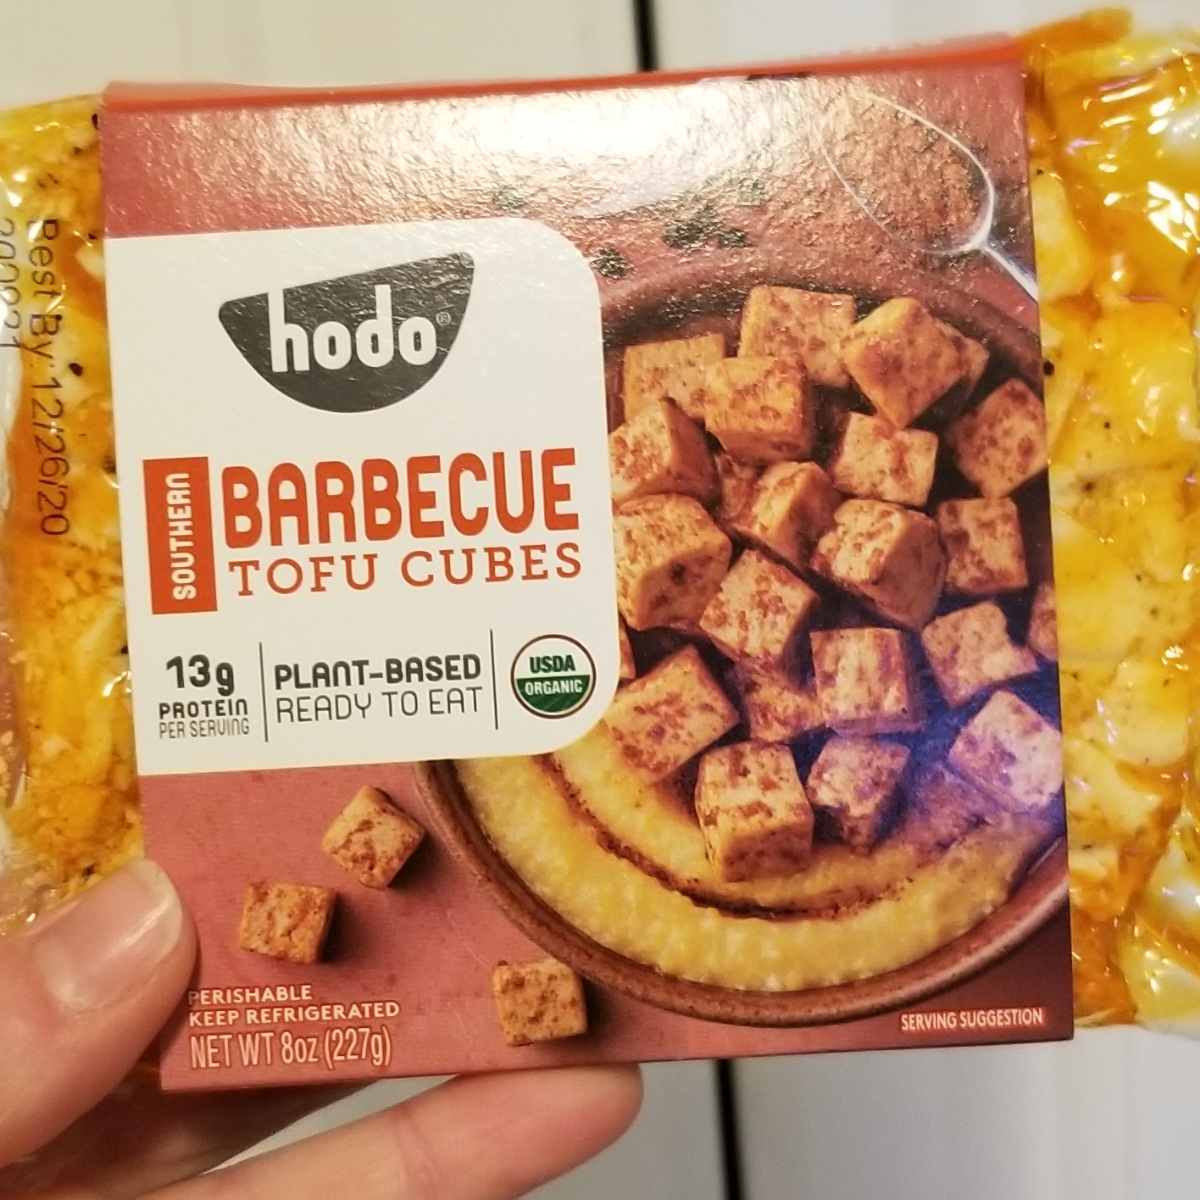 hodo®
SOUTHERN
BARBECUE
TOFU CUBES
13g
PROTEIN
PER SERVING
PLANT-BASED
READY TO EAT
USDA
ORGANIC
PERISHABLE
KEEP REFRIGERATED
NET WT 8oz (227g)
SERVING SUGGESTION
Best By: 12/26/20